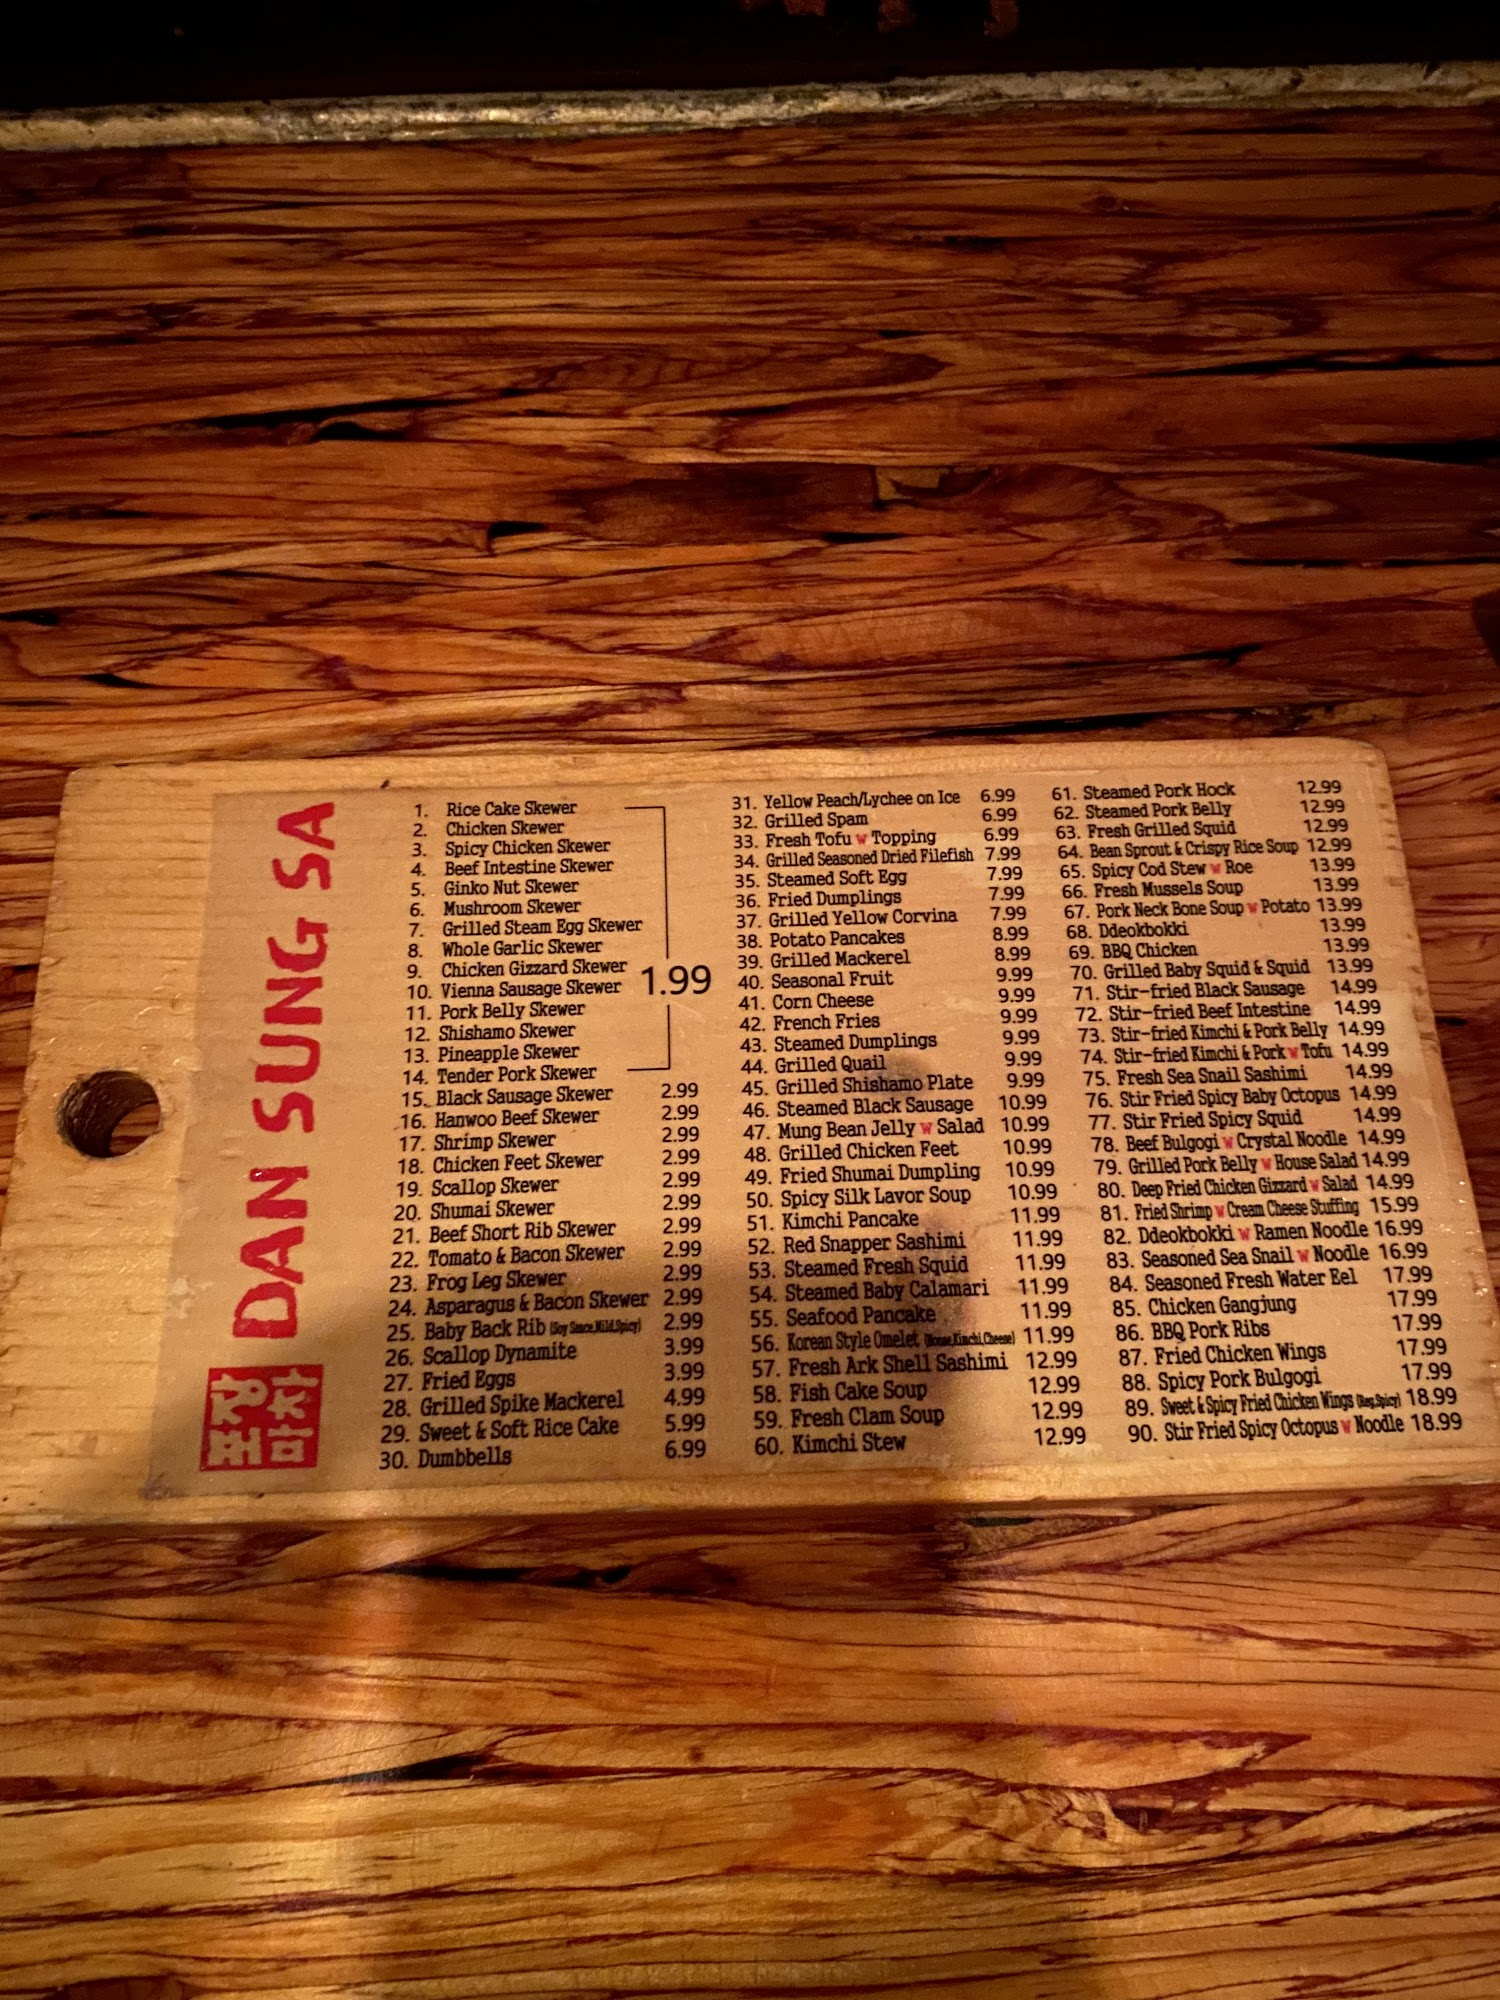 DAN SUNG SA
1. Rice Cake Skewer
2. Chicken Skewer
3. Spicy Chicken Skewer
4. Beef Intestine Skewer
5. Ginko Nut Skewer
6. Mushroom Skewer
7. Grilled Steam Egg Skewer
8. Whole Garlic Skewer
9. Chicken Gizzard Skewer
10. Vienna Sausage Skewer
11. Pork Belly Skewer
12. Shishamo Skewer
13. Pineapple Skewer
14. Tender Pork Skewer
1.99
15. Black Sausage Skewer 2.99
16. Hanwoo Beef Skewer 2.99
17. Shrimp Skewer 2.99
18. Chicken Feet Skewer 2.99
19. Scallop Skewer 2.99
20. Shumai Skewer 2.99
21. Beef Short Rib Skewer 2.99
22. Tomato & Bacon Skewer 2.99
23. Frog Leg Skewer 2.99
24. Asparagus & Bacon Skewer 2.99
25. Baby Back Rib (Soy Sauce,Mild,Spicy) 2.99
26. Scallop Dynamite 3.99
27. Fried Eggs 3.99
28. Grilled Spike Mackerel 4.99
29. Sweet & Soft Rice Cake 5.99
30. Dumbbells 6.99
31. Yellow Peach/Lychee on Ice 6.99
32. Grilled Spam 6.99
33. Fresh Tofu w Topping 6.99
34. Grilled Seasoned Dried Filefish 7.99
35. Steamed Soft Egg 7.99
36. Fried Dumplings 7.99
37. Grilled Yellow Corvina 7.99
38. Potato Pancakes 8.99
39. Grilled Mackerel 8.99
40. Seasonal Fruit 9.99
41. Corn Cheese 9.99
42. French Fries 9.99
43. Steamed Dumplings 9.99
44. Grilled Quail 9.99
45. Grilled Shishamo Plate 9.99
46. Steamed Black Sausage 10.99
47. Mung Bean Jelly w Salad 10.99
48. Grilled Chicken Feet 10.99
49. Fried Shumai Dumpling 10.99
50. Spicy Silk Lavor Soup 10.99
51. Kimchi Pancake 11.99
52. Red Snapper Sashimi 11.99
53. Steamed Fresh Squid 11.99
54. Steamed Baby Calamari 11.99
55. Seafood Pancake 11.99
56. Korean Style Omelet (House,Kimchi,Cheese) 11.99
57. Fresh Ark Shell Sashimi 12.99
58. Fish Cake Soup 12.99
59. Fresh Clam Soup 12.99
60. Kimchi Stew 12.99
61. Steamed Pork Hock 12.99
62. Steamed Pork Belly 12.99
63. Fresh Grilled Squid 12.99
64. Bean Sprout & Crispy Rice Soup 12.99
65. Spicy Cod Stew w Roe 13.99
66. Fresh Mussels Soup 13.99
67. Pork Neck Bone Soup w Potato 13.99
68. Ddeokbokki 13.99
69. BBQ Chicken 13.99
70. Grilled Baby Squid & Squid 13.99
71. Stir-fried Black Sausage 14.99
72. Stir-fried Beef Intestine 14.99
73. Stir-fried Kimchi & Pork Belly 14.99
74. Stir-fried Kimchi & Pork w Tofu 14.99
75. Fresh Sea Snail Sashimi 14.99
76. Stir Fried Spicy Baby Octopus 14.99
77. Stir Fried Spicy Squid 14.99
78. Beef Bulgogi w Crystal Noodle 14.99
79. Grilled Pork Belly w House Salad 14.99
80. Deep Fried Chicken Gizzard w Salad 14.99
81. Fried Shrimp w Cream Cheese Stuffing 15.99
82. Ddeokbokki w Ramen Noodle 16.99
83. Seasoned Sea Snail w Noodle 16.99
84. Seasoned Fresh Water Eel 17.99
85. Chicken Gangjung 17.99
86. BBQ Pork Ribs 17.99
87. Fried Chicken Wings 17.99
88. Spicy Pork Bulgogi 17.99
89. Sweet & Spicy Fried Chicken Wings (Reg,Spicy) 18.99
90. Stir Fried Spicy Octopus w Noodle 18.99